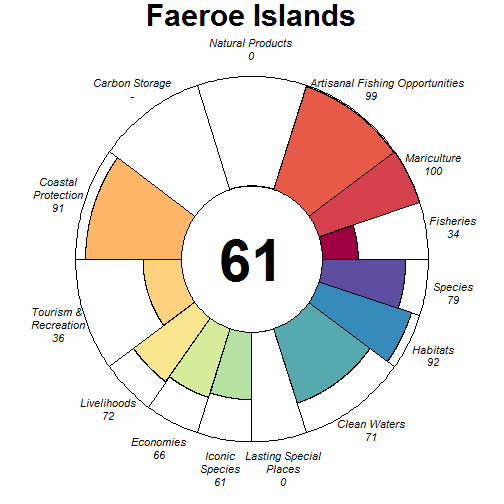 Faeroe Islands
Natural Products
0
Carbon Storage
-
Artisanal Fishing Opportunities
99
Mariculture
100
Coastal
Protection
91
Fisheries
34
61
Species
79
Tourism &
Recreation
36
Habitats
92
Livelihoods
72
Clean Waters
71
Economies
66
Iconic
Species
61
Lasting Special
Places
0